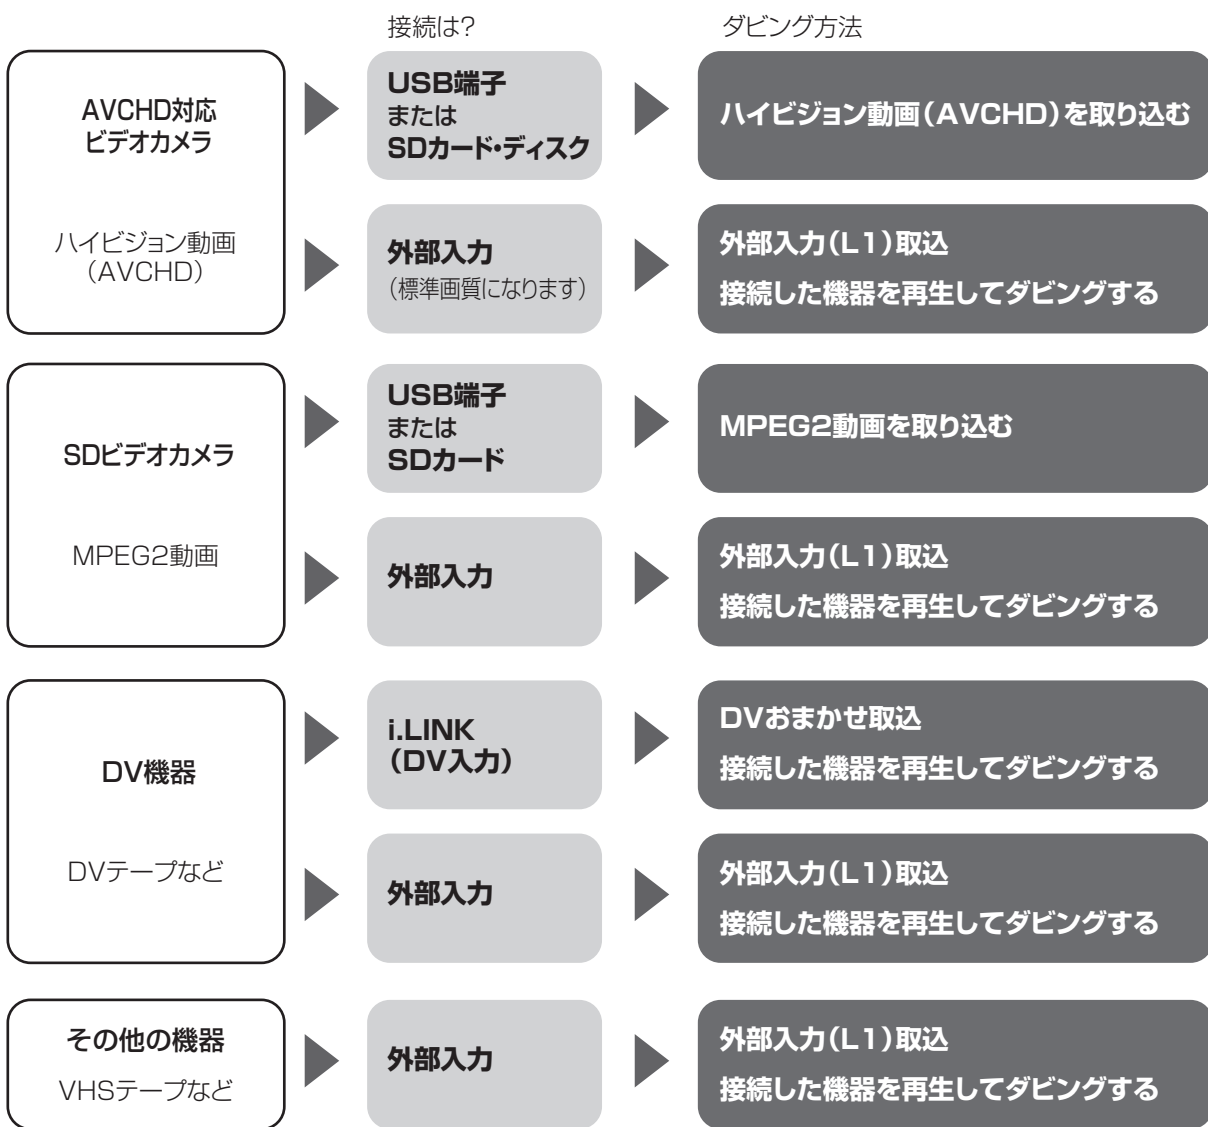 接続は?
ダビング方法
AVCHD対応
ビデオカメラ
ハイビジョン動画
（AVCHD）
USB端子
または
SDカード・ディスク
ハイビジョン動画（AVCHD）を取り込む
外部入力
（標準画質になります）
外部入力（L1）取込
接続した機器を再生してダビングする
SDビデオカメラ
MPEG2動画
USB端子
または
SDカード
MPEG2動画を取り込む
外部入力
外部入力（L1）取込
接続した機器を再生してダビングする
DV機器
DVテープなど
i.LINK
（DV入力）
DVおまかせ取込
接続した機器を再生してダビングする
外部入力
外部入力（L1）取込
接続した機器を再生してダビングする
その他の機器
VHSテープなど
外部入力
外部入力（L1）取込
接続した機器を再生してダビングする